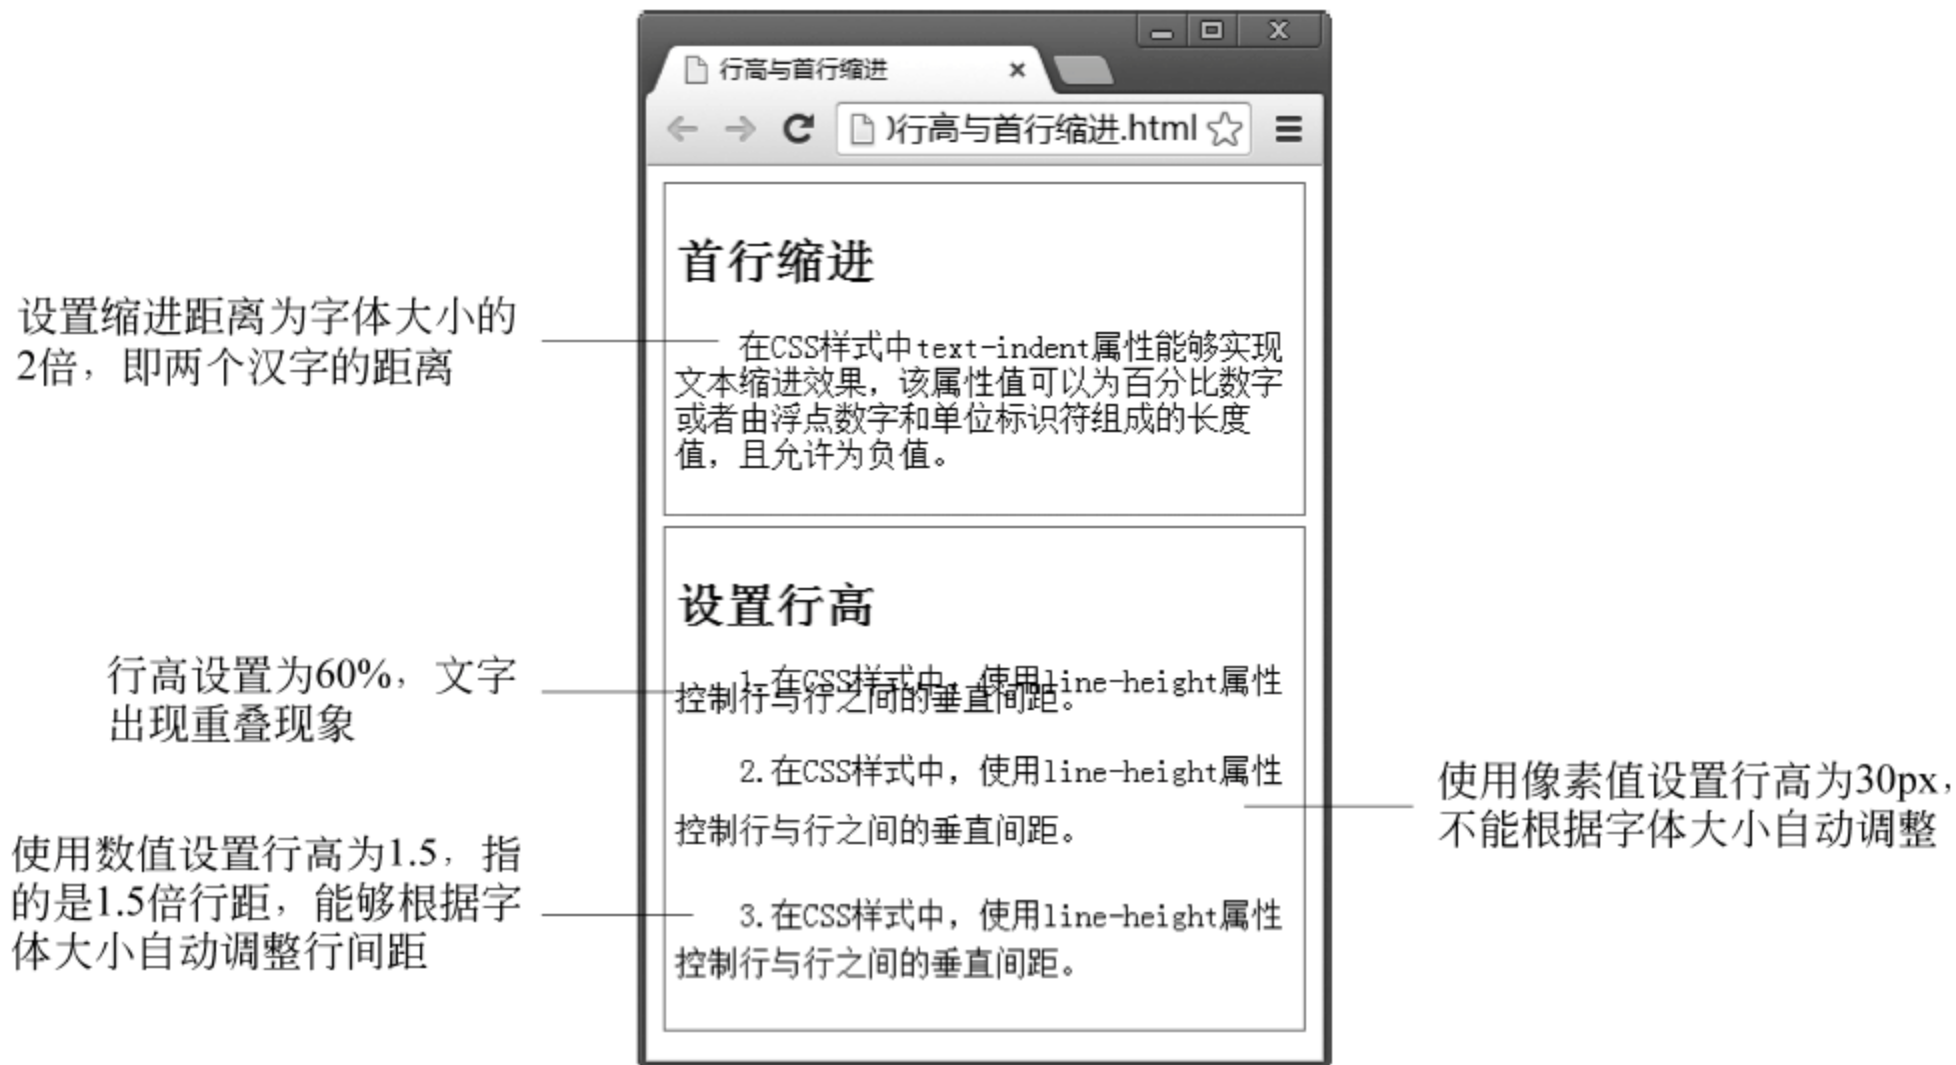 行高与首行缩进
)行高与首行缩进.html
首行缩进
设置缩进距离为字体大小的
2倍，即两个汉字的距离
在CSS样式中text-indent属性能够实现
文本缩进效果，该属性值可以为百分比数字
或者由浮点数字和单位标识符组成的长度
值，且允许为负值。
设置行高
行高设置为60%，文字
出现重叠现象
1.在CSS样式中，使用line-height属性
控制行与行之间的垂直间距。
2.在CSS样式中，使用line-height属性
控制行与行之间的垂直间距。
使用像素值设置行高为30px，
不能根据字体大小自动调整
使用数值设置行高为1.5，指
的是1.5倍行距，能够根据字
体大小自动调整行间距
3.在CSS样式中，使用line-height属性
控制行与行之间的垂直间距。